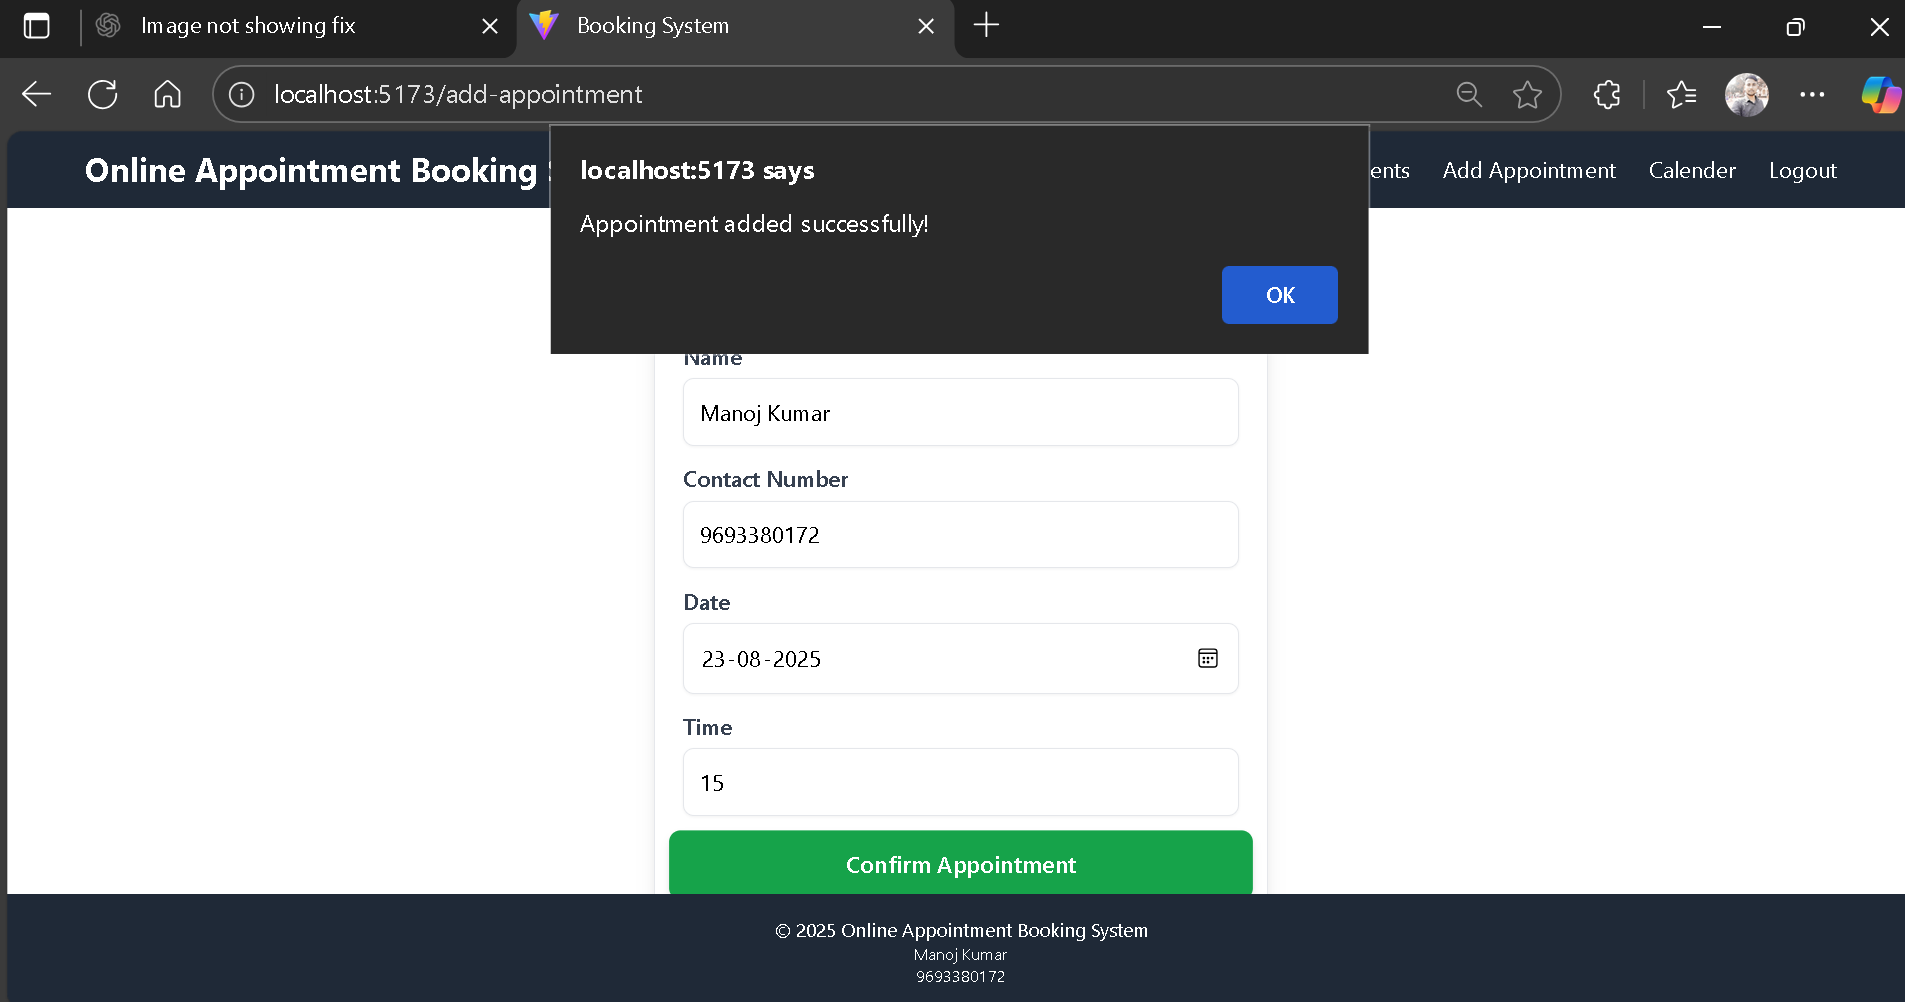 Image not showing fix
Booking System
localhost:5173/add-appointment
Online Appointment Booking
ents
Add Appointment
Calender
Logout
localhost:5173 says
Appointment added successfully!
OK
Name
Manoj Kumar
Contact Number
9693380172
Date
23-08-2025
Time
15
Confirm Appointment
© 2025 Online Appointment Booking System
Manoj Kumar
9693380172